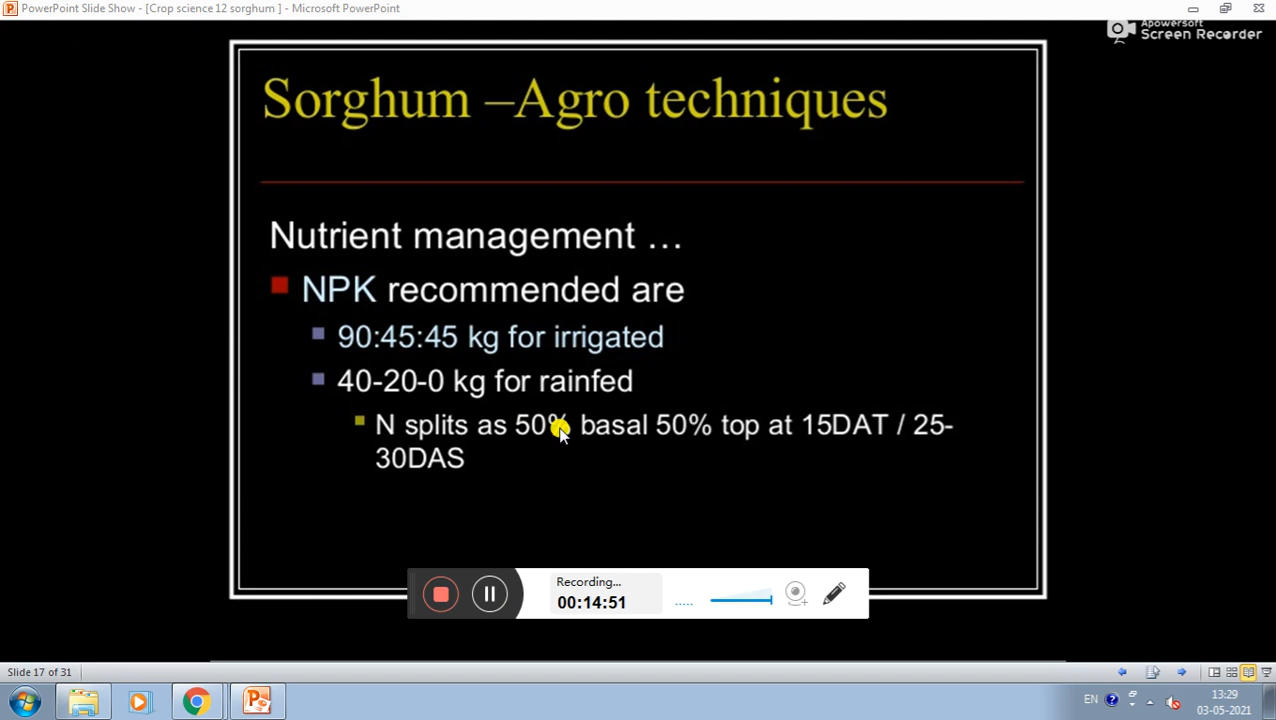 PowerPoint Slide Show - [Crop science 12 sorghum ] - Microsoft PowerPoint
Apowersoft
Screen Recorder
Sorghum –Agro techniques
Nutrient management …
NPK recommended are
90:45:45 kg for irrigated
40-20-0 kg for rainfed
N splits as 50% basal 50% top at 15DAT / 25-
30DAS
Recording...
00:14:51
Slide 17 of 31
EN
13:29
03-05-2021